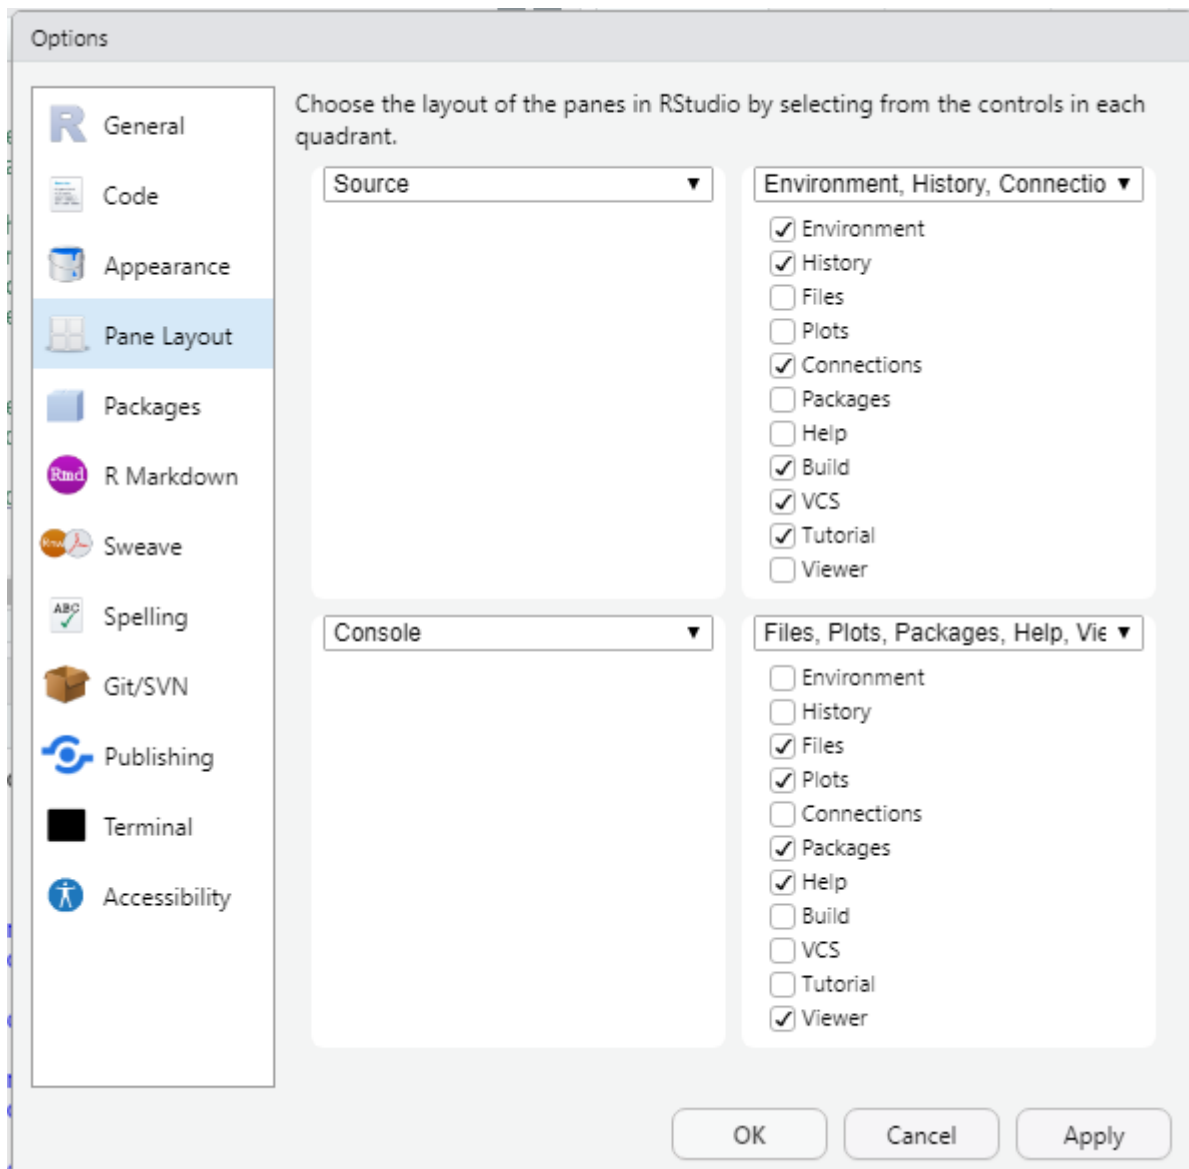 Options
General
Code
Appearance
Pane Layout
Packages
Rmd
R Markdown
Rnw
Sweave
ABC
Spelling
Git/SVN
Publishing
Terminal
Accessibility
Choose the layout of the panes in RStudio by selecting from the controls in each
quadrant.
Source
Environment, History, Connectio
Environment
History
Files
Plots
Connections
Packages
Help
Build
VCS
Tutorial
Viewer
Console
Files, Plots, Packages, Help, Vie
Environment
History
Files
Plots
Connections
Packages
Help
Build
VCS
Tutorial
Viewer
OK
Cancel
Apply